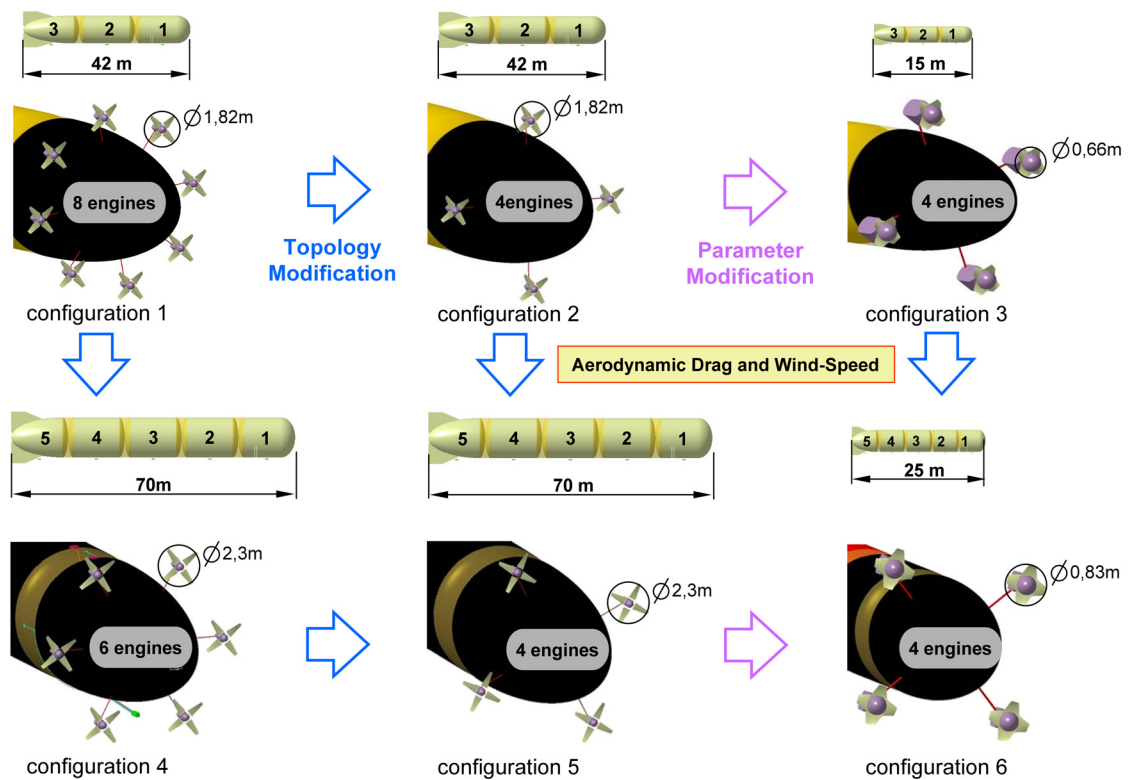 3 2 1
42 m
3 2 1
42 m
3 2 1
15 m
∅1,82m
8 engines
configuration 1
Topology
Modification
∅1,82m
4engines
configuration 2
Parameter
Modification
∅0,66m
4 engines
configuration 3
Aerodynamic Drag and Wind-Speed
5 4 3 2 1
70m
5 4 3 2 1
70 m
5 4 3 2 1
25 m
∅2,3m
6 engines
configuration 4
∅2,3m
4 engines
configuration 5
∅0,83m
4 engines
configuration 6